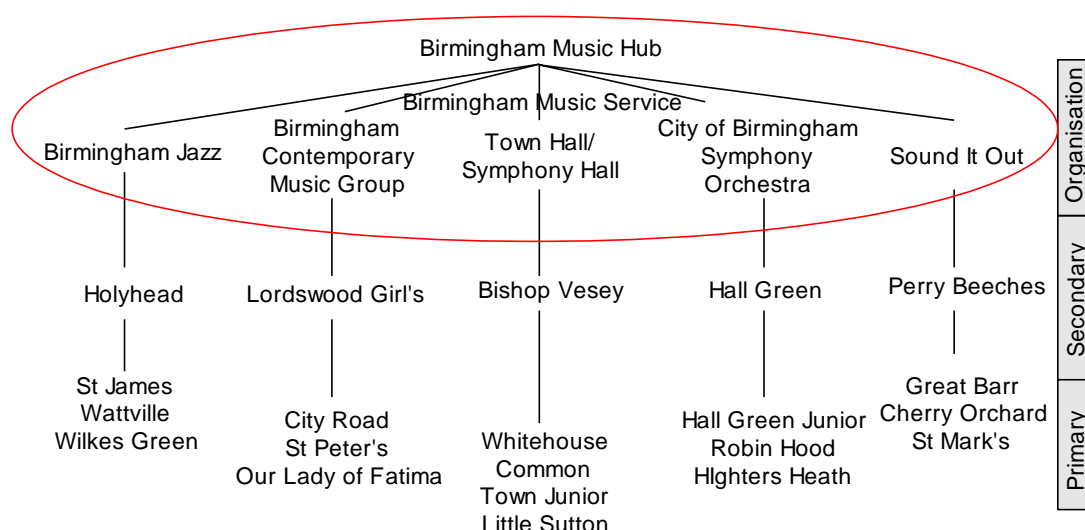 Birmingham Music Hub
Birmingham Music Service
Birmingham Jazz
Birmingham
Contemporary
Music Group
Town Hall/
Symphony Hall
City of Birmingham
Symphony
Orchestra
Sound It Out
Organisation
Holyhead
Lordswood Girl's
Bishop Vesey
Hall Green
Perry Beeches
Secondary
St James
Wattville
Wilkes Green
City Road
St Peter's
Our Lady of Fatima
Whitehouse
Common
Town Junior
Little Sutton
Hall Green Junior
Robin Hood
HIghters Heath
Great Barr
Cherry Orchard
St Mark's
Primary